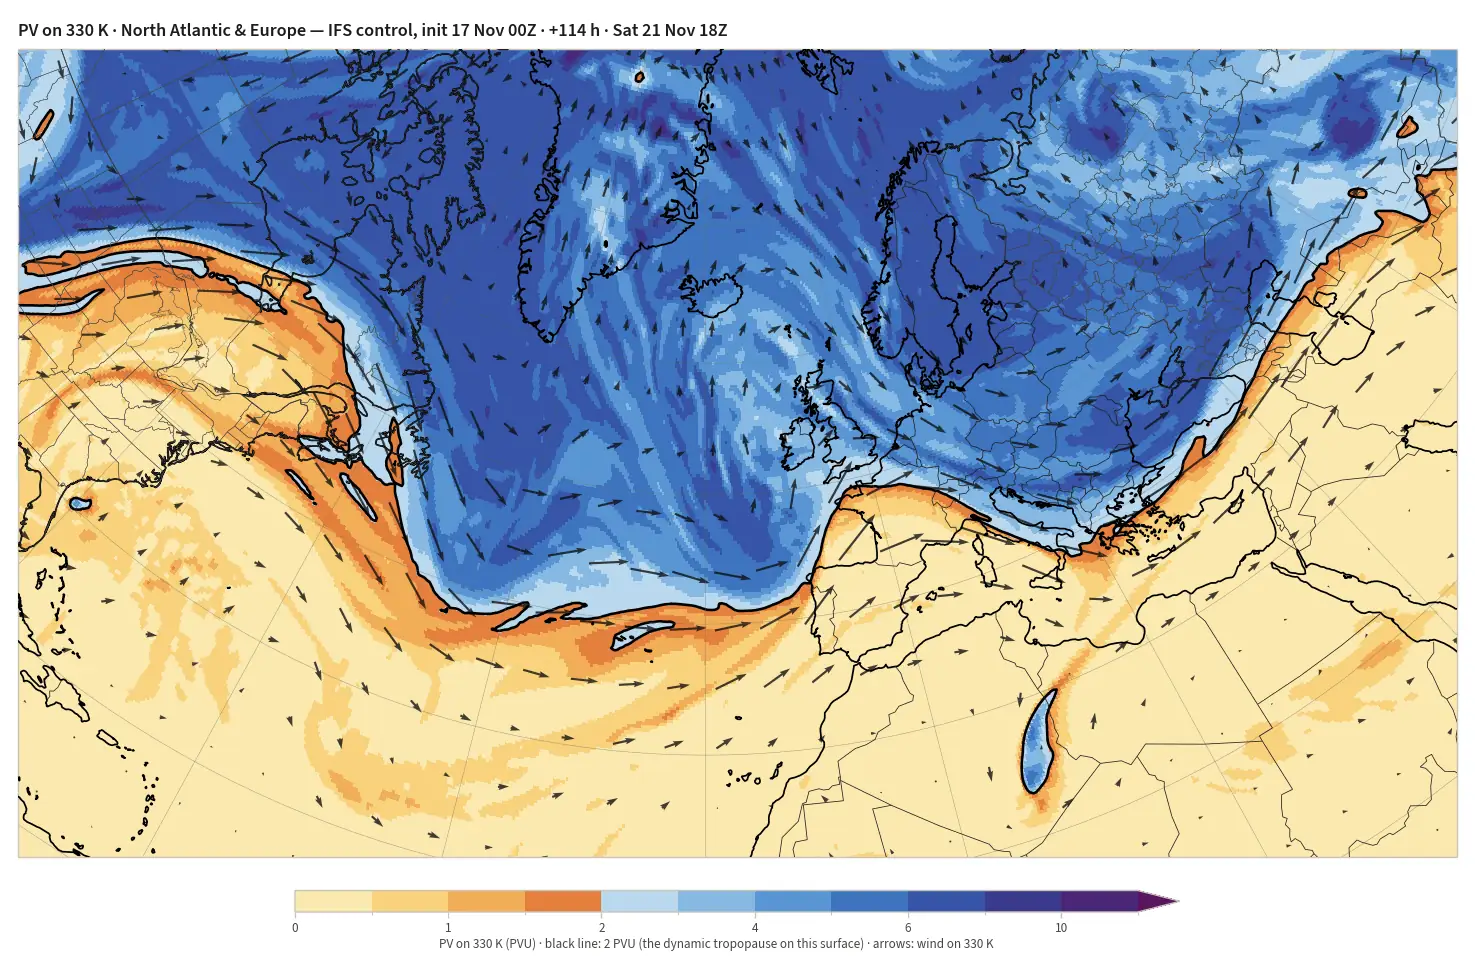 PV on 330 K · North Atlantic & Europe — IFS control, init 17 Nov 00Z · +114 h · Sat 21 Nov 18Z
0 1 2 4 6 10
PV on 330 K (PVU) · black line: 2 PVU (the dynamic tropopause on this surface) · arrows: wind on 330 K